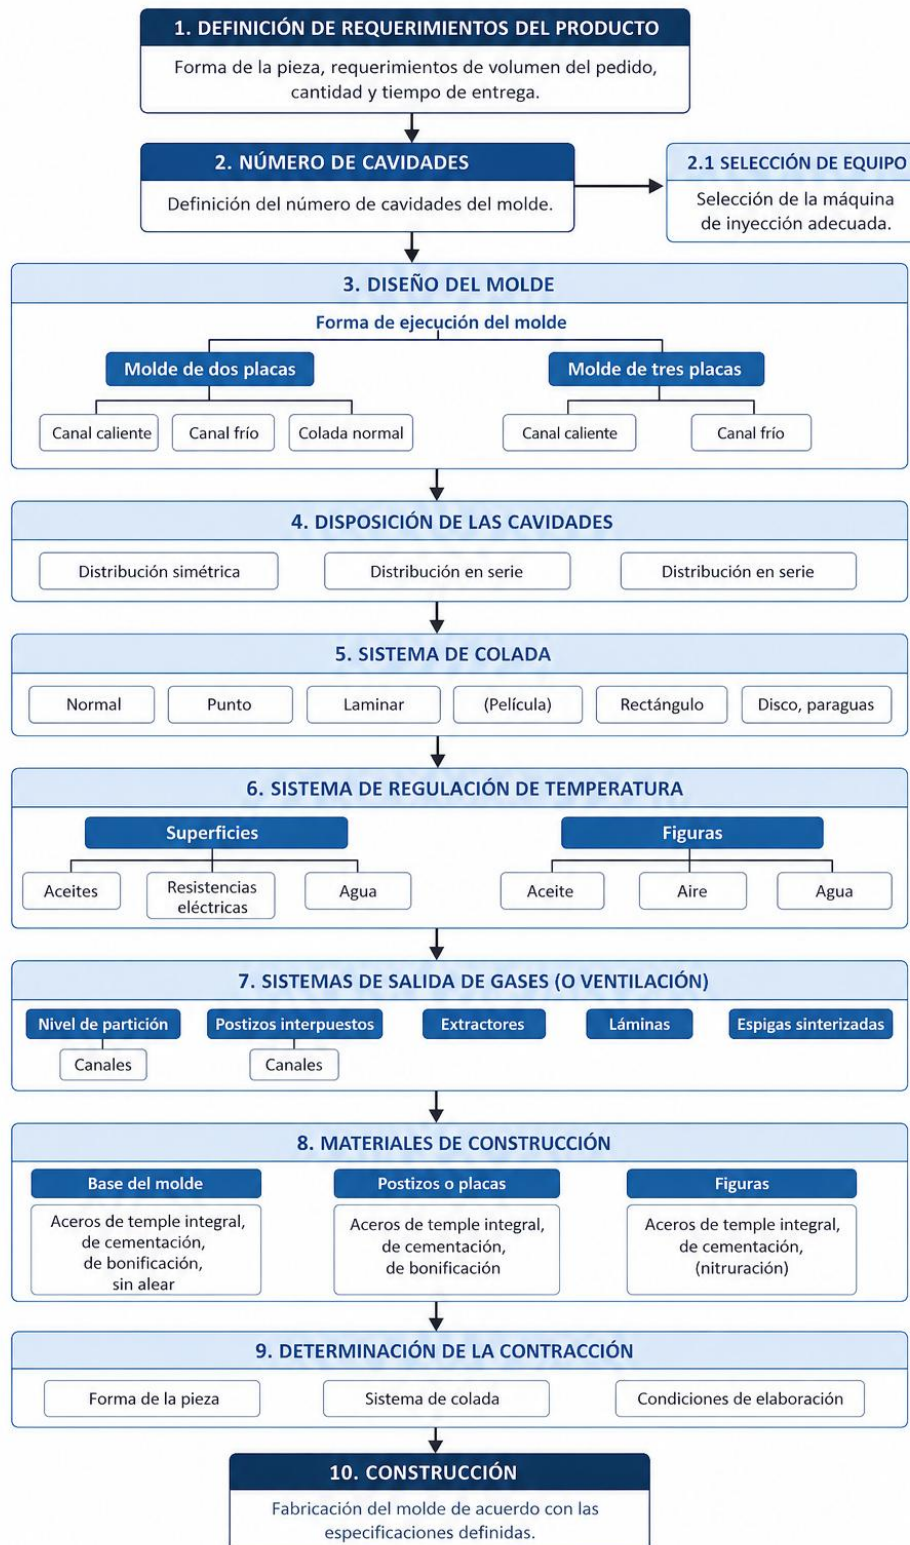 1. DEFINICIÓN DE REQUERIMIENTOS DEL PRODUCTO
Forma de la pieza, requerimientos de volumen del pedido,
cantidad y tiempo de entrega.
2. NÚMERO DE CAVIDADES
Definición del número de cavidades del molde.
2.1 SELECCIÓN DE EQUIPO
Selección de la máquina
de inyección adecuada.
3. DISEÑO DEL MOLDE
Forma de ejecución del molde
Molde de dos placas
Molde de tres placas
Canal caliente
Canal frío
Colada normal
Canal caliente
Canal frío
4. DISPOSICIÓN DE LAS CAVIDADES
Distribución simétrica
Distribución en serie
Distribución en serie
5. SISTEMA DE COLADA
Normal
Punto
Laminar
(Película)
Rectángulo
Disco, paraguas
6. SISTEMA DE REGULACIÓN DE TEMPERATURA
Superficies
Figuras
Aceites
Resistencias
eléctricas
Agua
Aceite
Aire
Agua
7. SISTEMAS DE SALIDA DE GASES (O VENTILACIÓN)
Nivel de partición
Postizos interpuestos
Extractores
Láminas
Espigas sinterizadas
Canales
Canales
8. MATERIALES DE CONSTRUCCIÓN
Base del molde
Aceros de temple integral,
de cementación,
de bonificación,
sin alear
Postizos o placas
Aceros de temple integral,
de cementación,
de bonificación
Figuras
Aceros de temple integral,
de cementación,
(nitruración)
9. DETERMINACIÓN DE LA CONTRACCIÓN
Forma de la pieza
Sistema de colada
Condiciones de elaboración
10. CONSTRUCCIÓN
Fabricación del molde de acuerdo con las
especificaciones definidas.